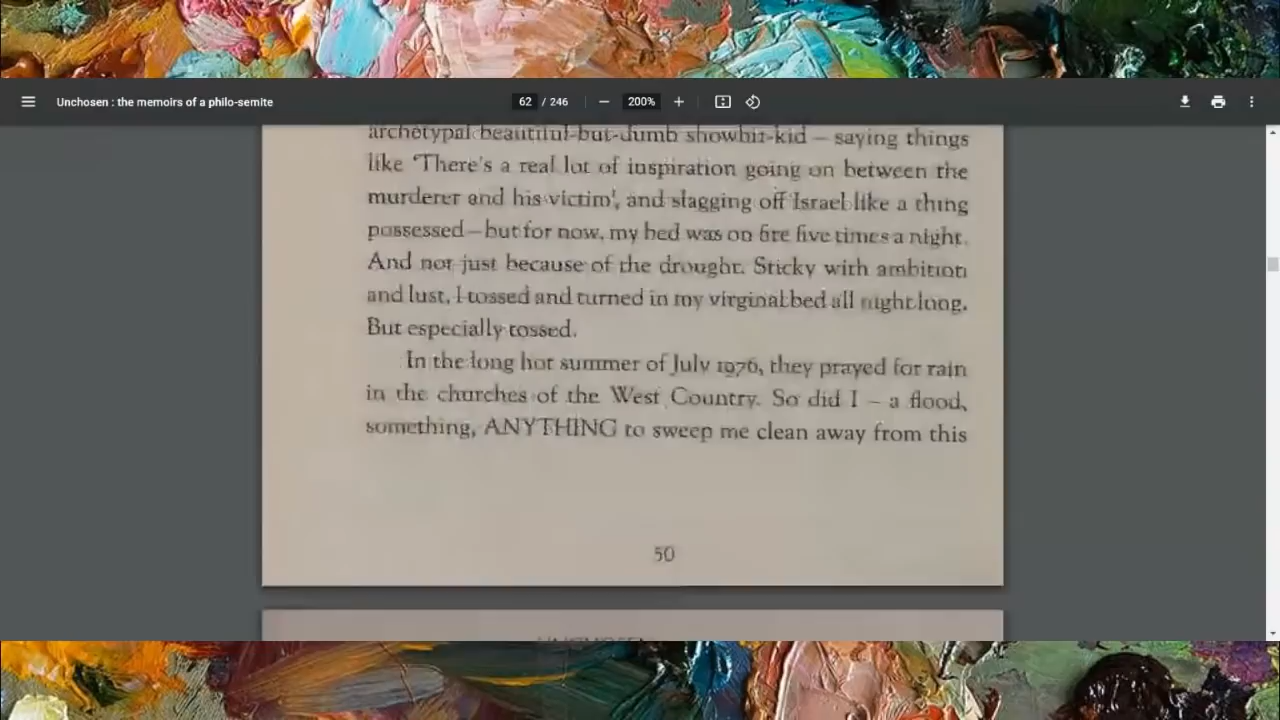 Unchosen : the memoirs of a philo-semite
62 / 246
200%
archetypal beautiful-but-dumb showbiz-kid – saying things
like 'There's a real lot of inspiration going on between the
murderer and his victim', and slagging off Israel like a thing
possessed – but for now, my bed was on fire five times a night.
And not just because of the drought. Sticky with ambition
and lust, I tossed and turned in my virginal bed all night long.
But especially tossed.
In the long hot summer of July 1976, they prayed for rain
in the churches of the West Country. So did I – a flood,
something, ANYTHING to sweep me clean away from this
50